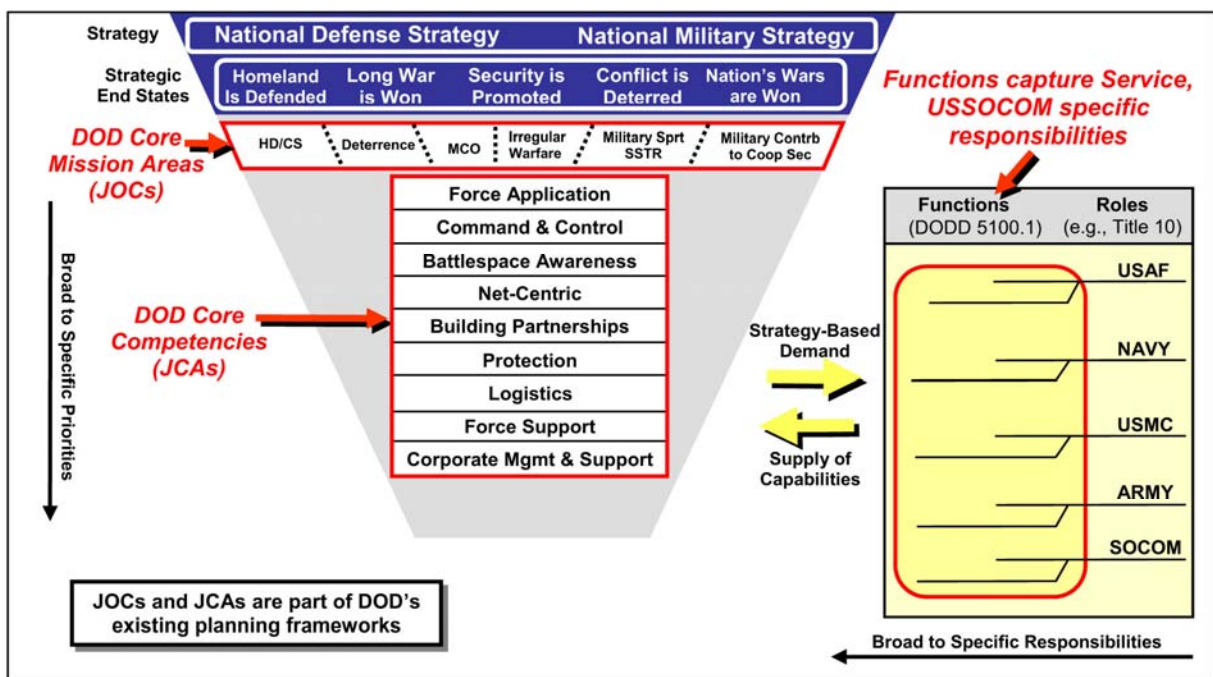 Strategy
National Defense Strategy
National Military Strategy
Strategic
End States
Homeland
Is Defended
Long War
is Won
Security is
Promoted
Conflict is
Deterred
Nation's Wars
are Won
DOD Core
Mission Areas
(JOCs)
HD/CS
Deterrence
MCO
Irregular
Warfare
Military Sprt
SSTR
Military Contrb
to Coop Sec
Functions capture Service,
USSOCOM specific
responsibilities
Broad to Specific Priorities
DOD Core
Competencies
(JCAs)
Force Application
Command & Control
Battlespace Awareness
Net-Centric
Building Partnerships
Protection
Logistics
Force Support
Corporate Mgmt & Support
Strategy-Based
Demand
Supply of
Capabilities
Functions
(DODD 5100.1)
Roles
(e.g., Title 10)
USAF
NAVY
USMC
ARMY
SOCOM
JOCs and JCAs are part of DOD's
existing planning frameworks
Broad to Specific Responsibilities